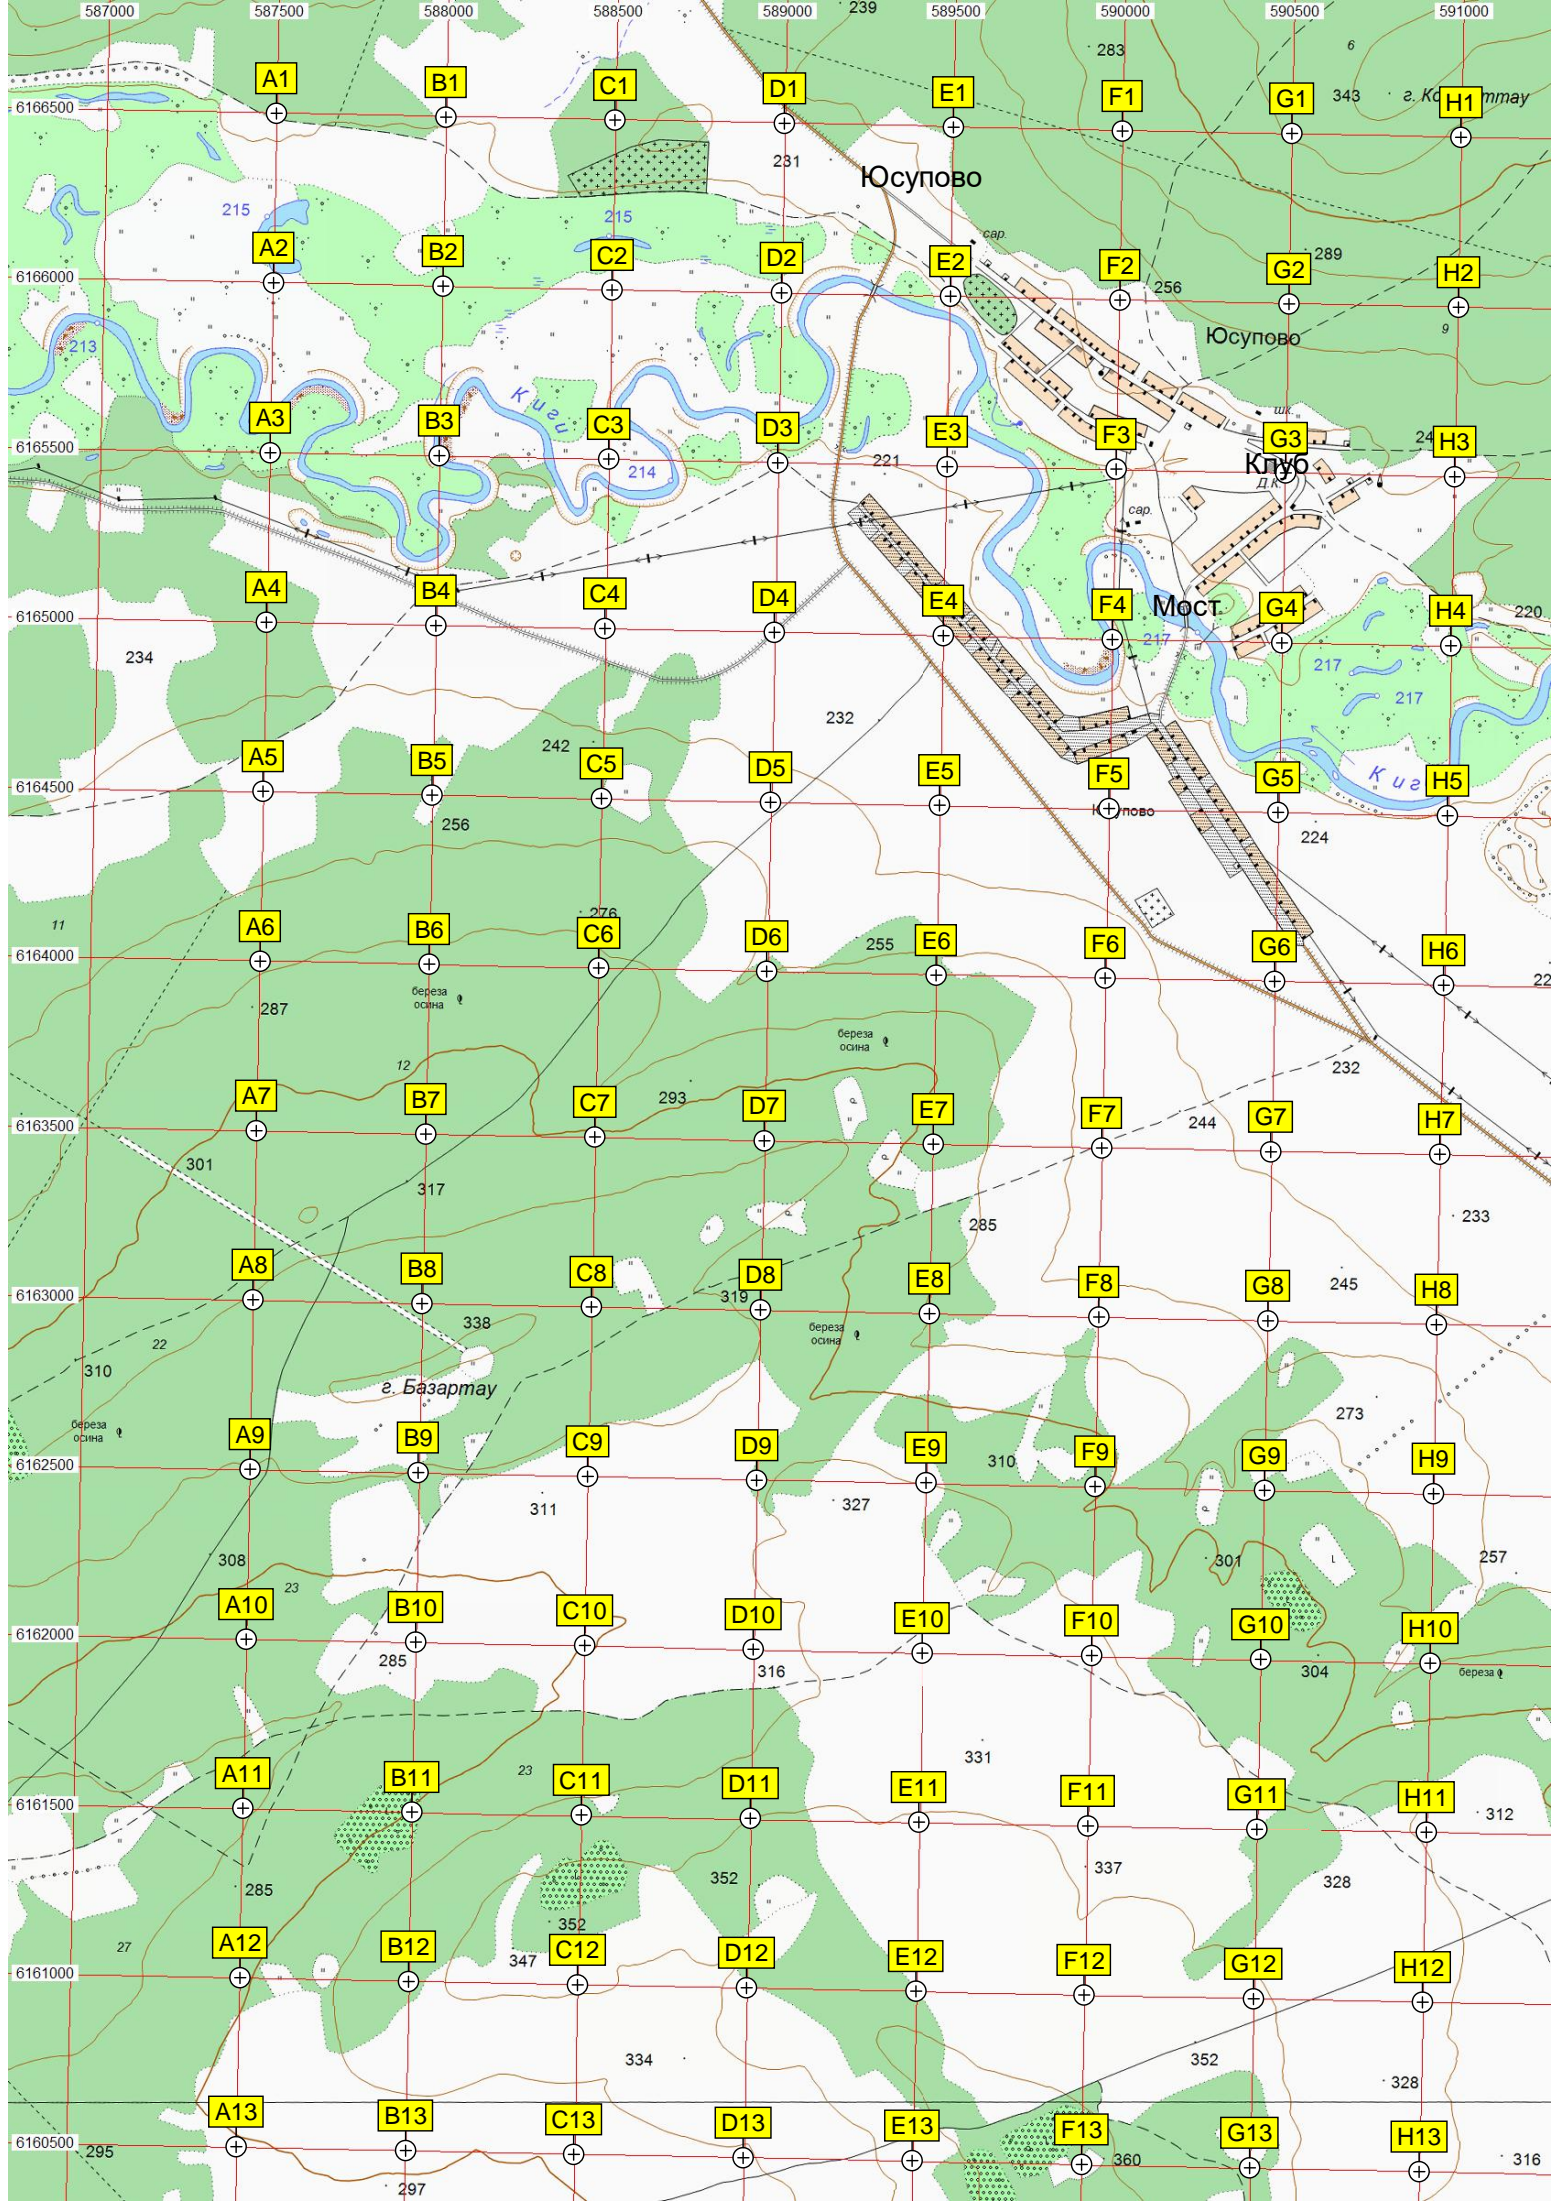 587000 587500 588000 588500 589000 589500 590000 590500 591000
239
283
6
343
A1 B1 C1 D1 E1 F1 G1 H1
6166500
231
Юсупово
215
215
сар.
289
A2 B2 C2 D2 E2 F2 G2 H2
6166000
256
213
9
Юсупово
Киги
шк.
A3 B3 C3 D3 E3 F3 G3 H3
6165500
221
Клуб
214
сар.
A4 B4 C4 D4 E4 F4 G4 H4
6165000
Мост
220
234
217
217
217
232
242
A5 B5 C5 D5 E5 F5 G5 H5
6164500
256
224
11
276
255
A6 B6 C6 D6 E6 F6 G6 H6
6164000
береза
осина
287
береза
осина
12
232
293
A7 B7 C7 D7 E7 F7 G7 H7
6163500
244
301
317
285
233
A8 B8 C8 D8 E8 F8 G8 H8
6163000
319
245
338
береза
осина
22
310
г. Базартау
273
береза
осина
A9 B9 C9 D9 E9 F9 G9 H9
6162500
310
311
327
308
301
257
23
A10 B10 C10 D10 E10 F10 G10 H10
6162000
285
316
304
береза
331
23
A11 B11 C11 D11 E11 F11 G11 H11
6161500
312
285
352
337
328
352
27
347
A12 B12 C12 D12 E12 F12 G12 H12
6161000
334
352
328
A13 B13 C13 D13 E13 F13 G13 H13
6160500
295
360
316
297